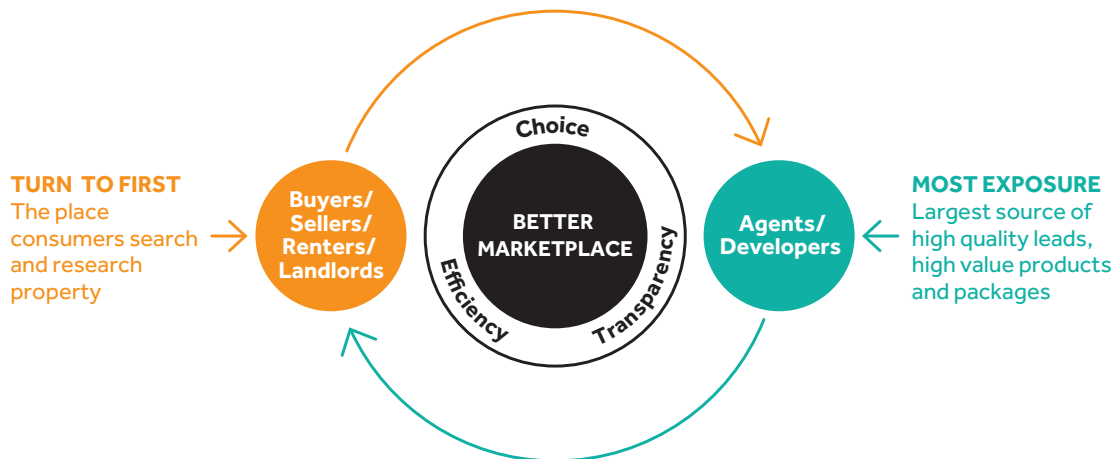 TURN TO FIRST
The place
consumers search
and research
property
Buyers/
Sellers/
Renters/
Landlords
Choice
BETTER
MARKETPLACE
Efficiency
Transparency
Agents/
Developers
MOST EXPOSURE
Largest source of
high quality leads,
high value products
and packages